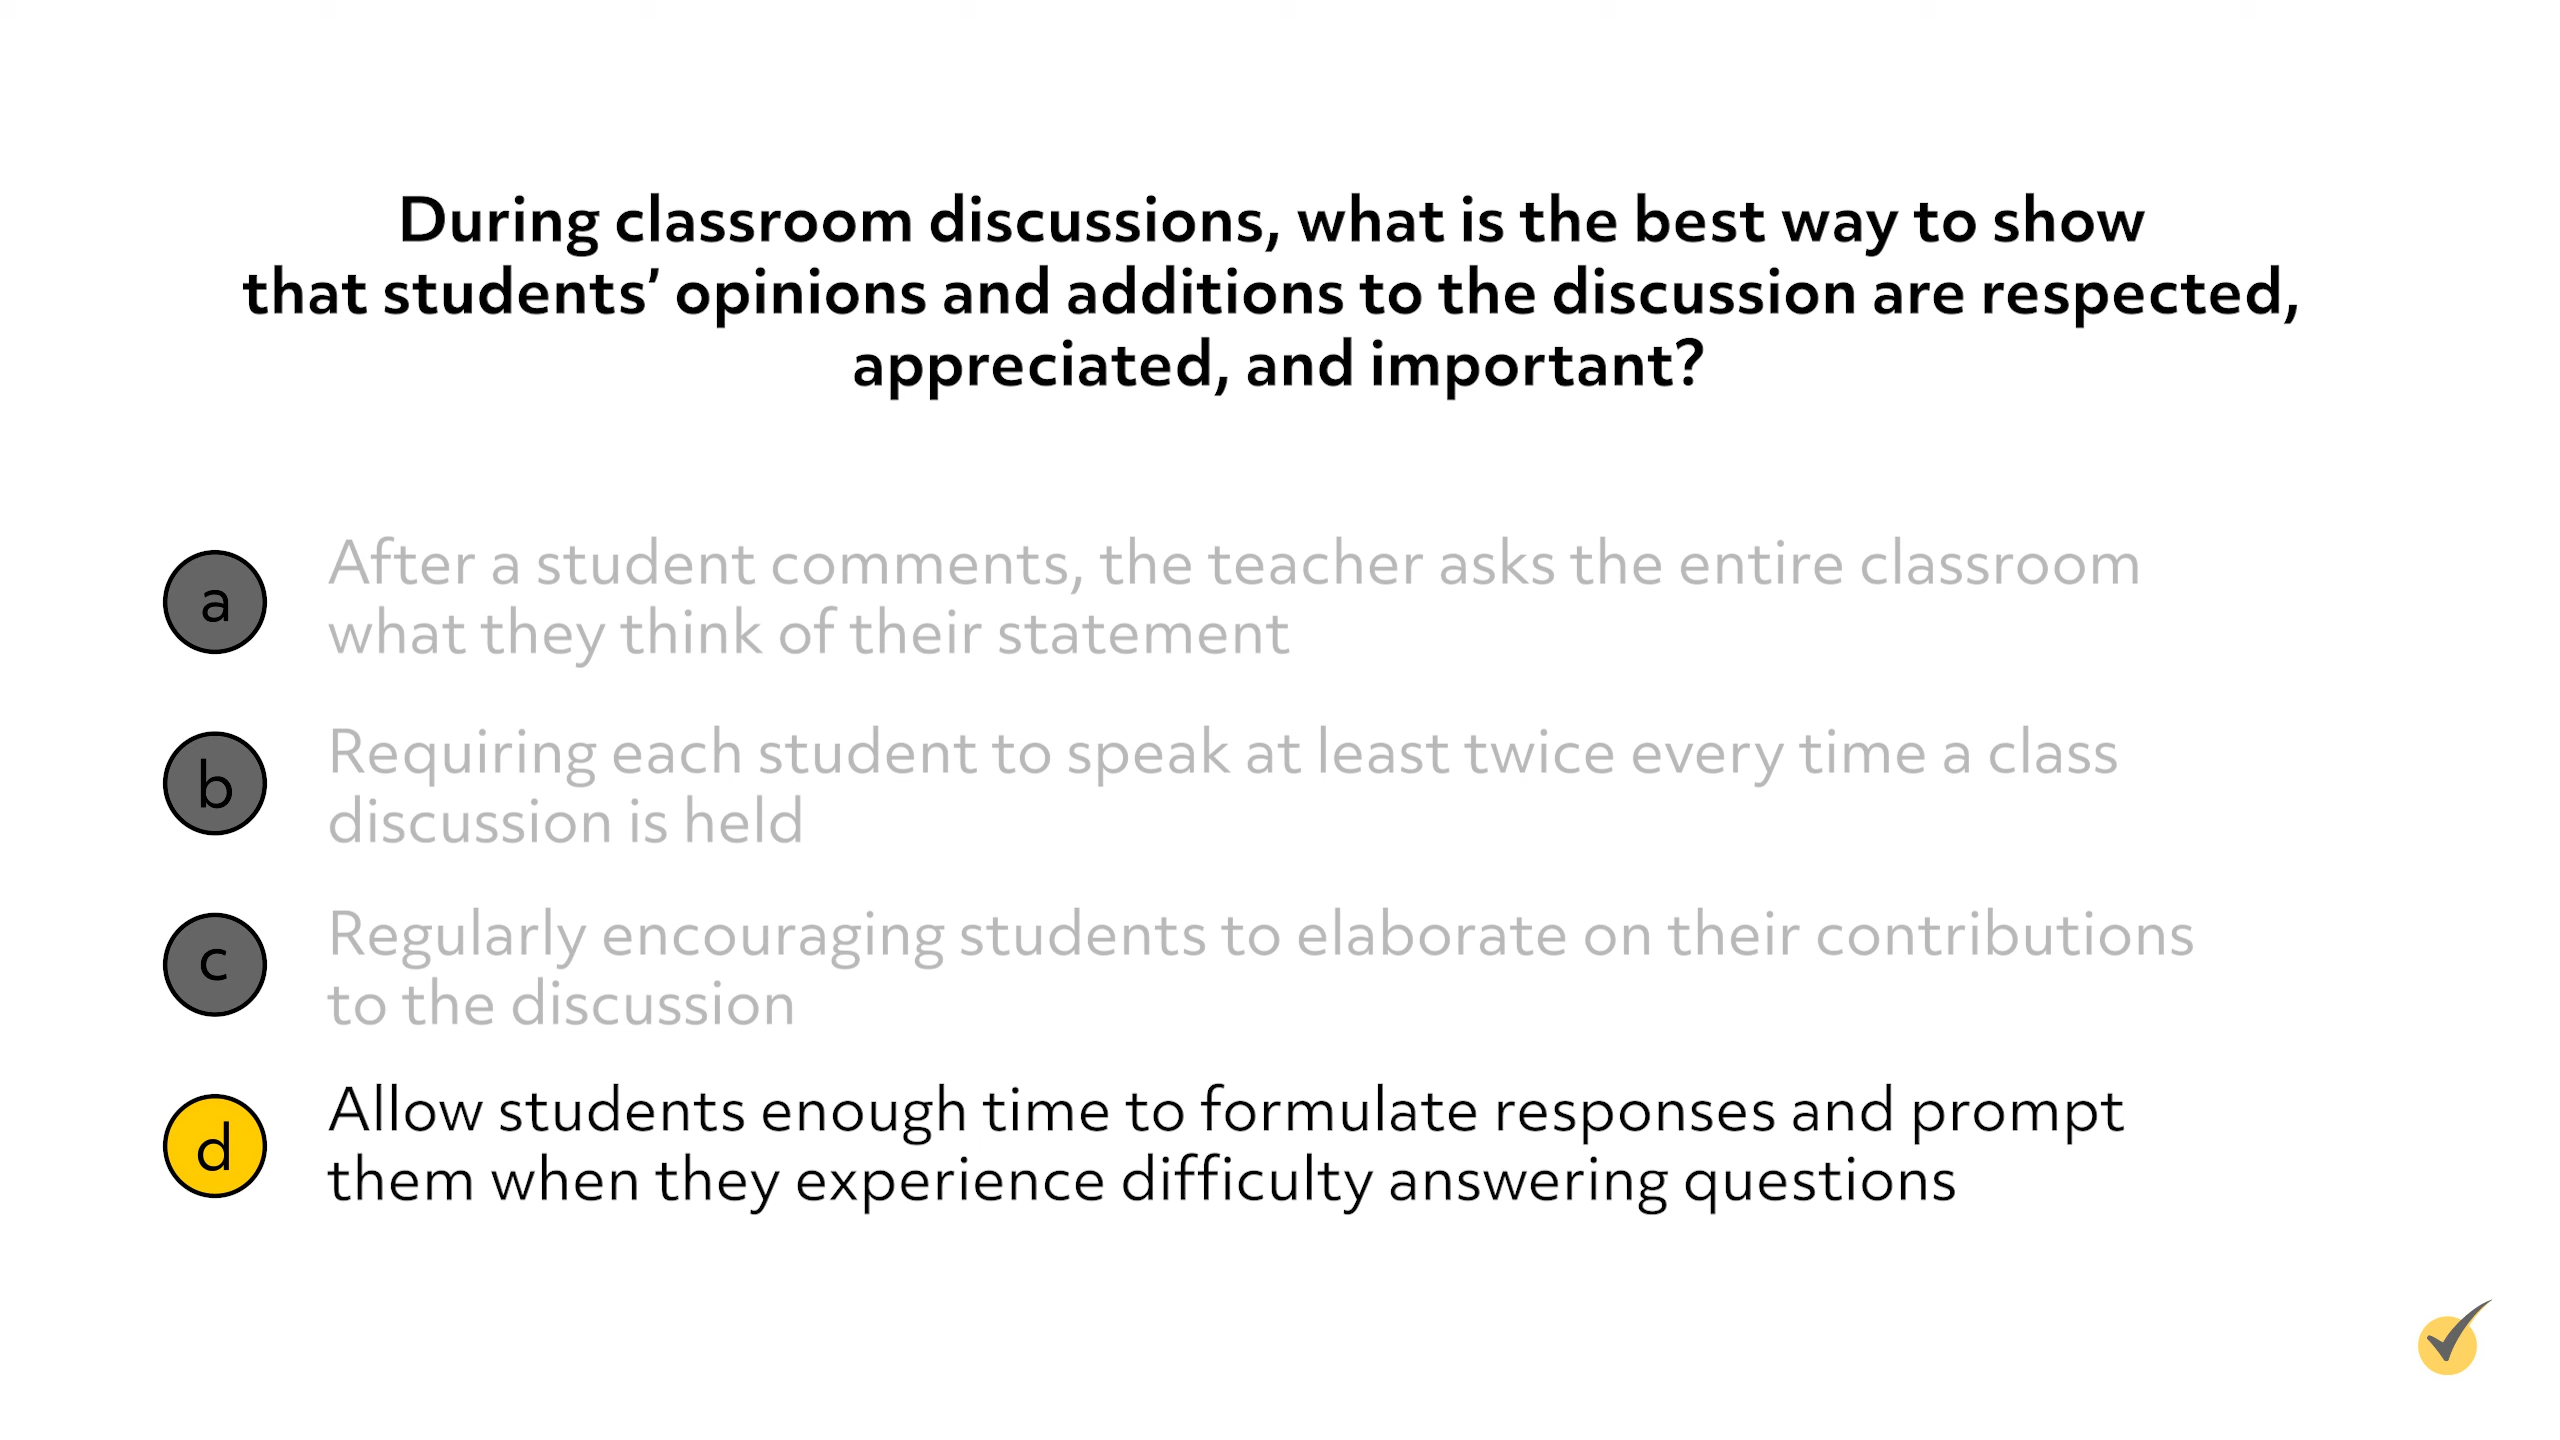 During classroom discussions, what is the best way to show
that students’ opinions and additions to the discussion are respected,
appreciated, and important?
a
After a student comments, the teacher asks the entire classroom
what they think of their statement
b
Requiring each student to speak at least twice every time a class
discussion is held
c
Regularly encouraging students to elaborate on their contributions
to the discussion
d
Allow students enough time to formulate responses and prompt
them when they experience difficulty answering questions